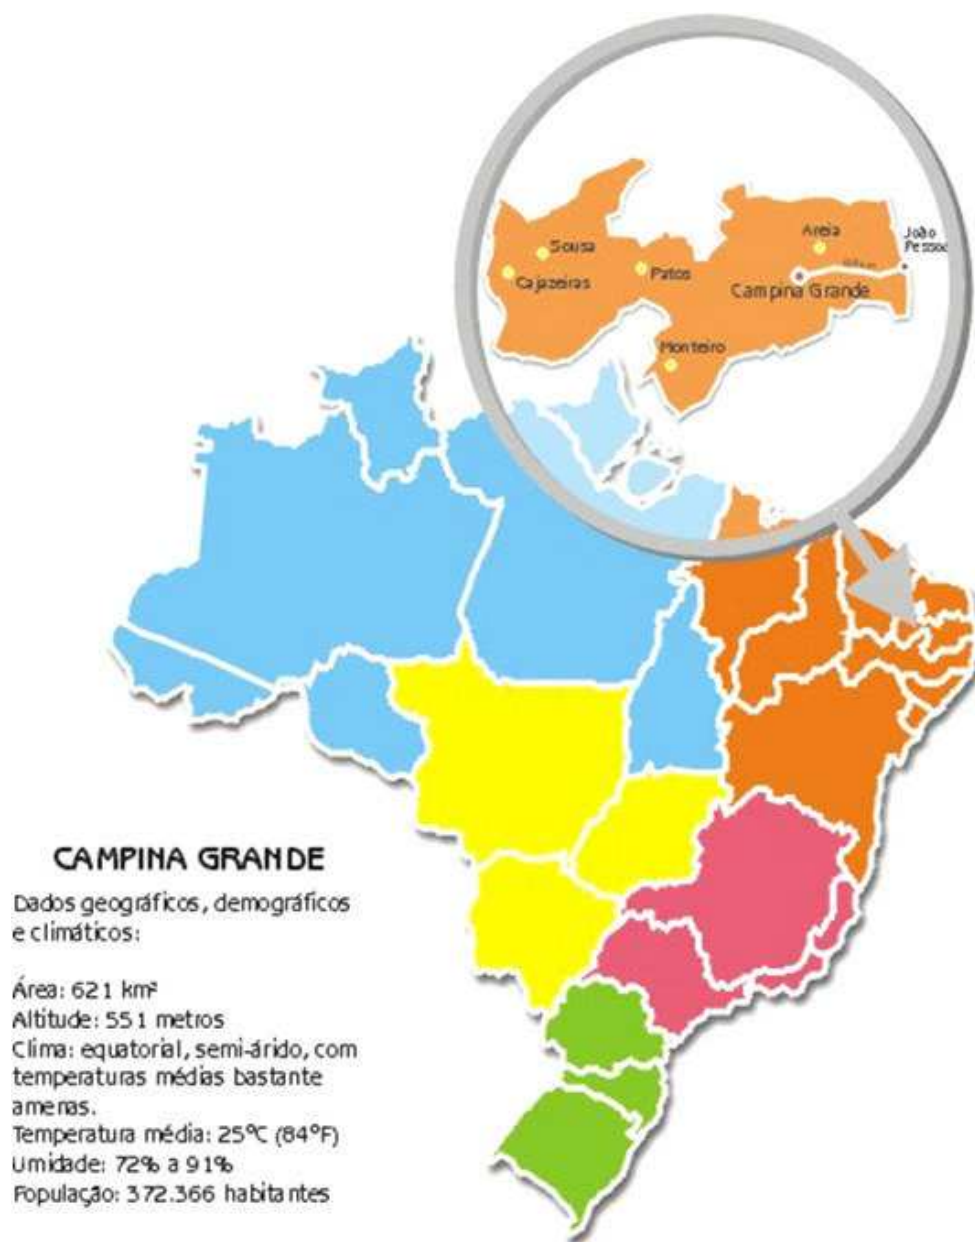 Areia
João
Pessoa
Sousa
Patos
Cajazeiras
Campina Grande
Monteiro
CAMPINA GRANDE
Dados geográficos, demográficos
e climáticos:
Área: 621 km²
Altitude: 551 metros
Clima: equatorial, semi-árido, com
temperaturas médias bastante
amenas.
Temperatura média: 25°C (84°F)
Umidade: 72% a 91%
População: 372.366 habitantes